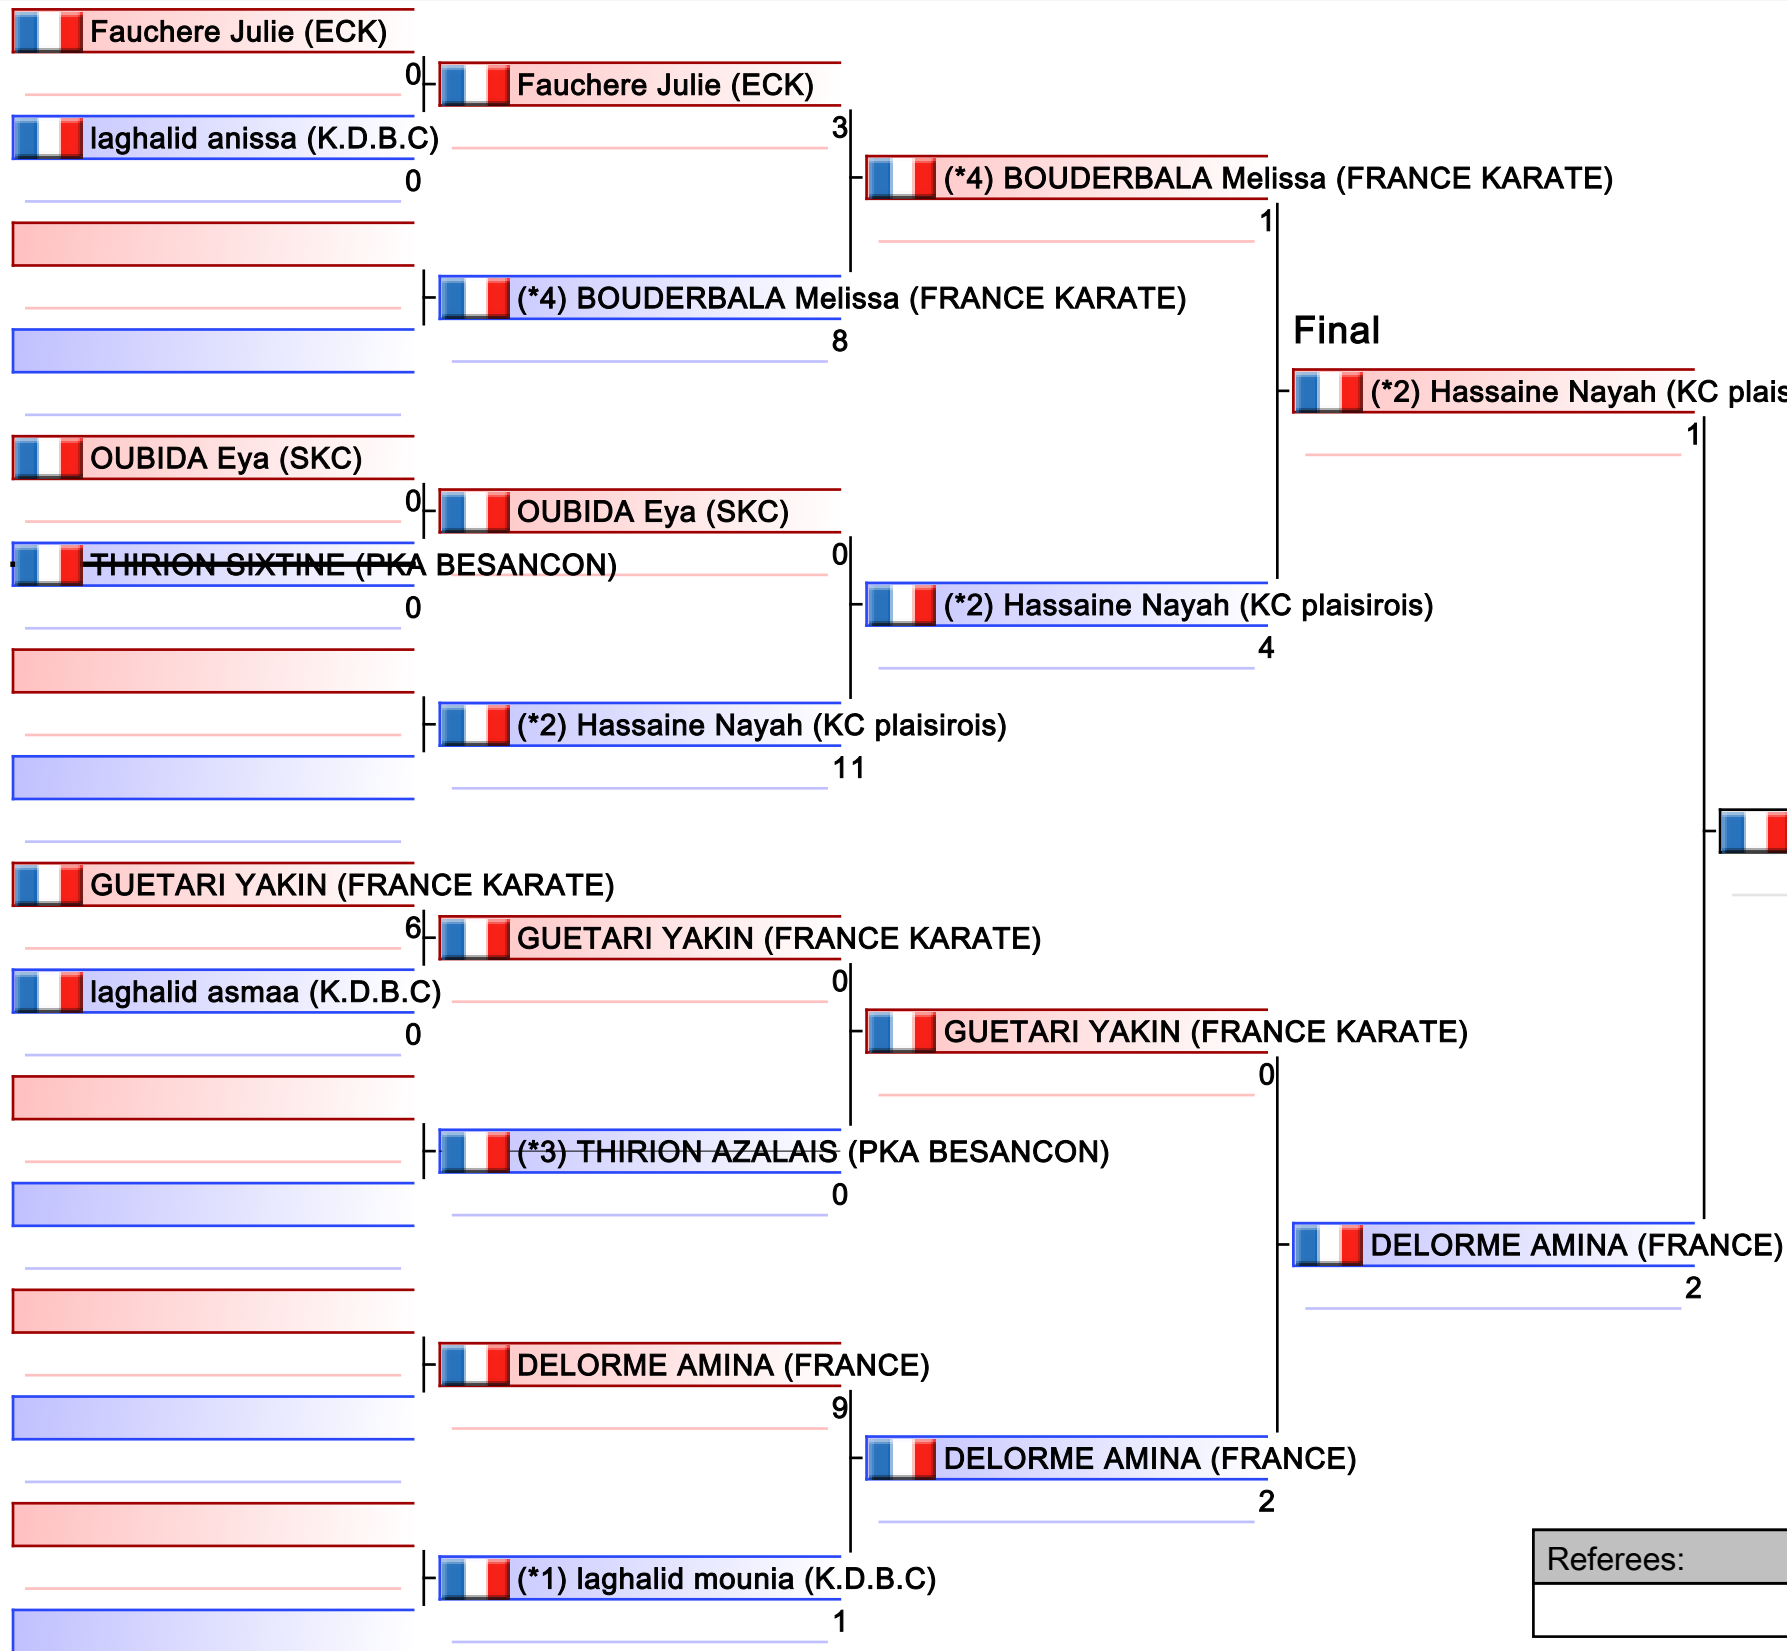 Fauchere Julie (ECK)
0
Fauchere Julie (ECK)
3
laghalid anissa (K.D.B.C)
0
(*4) BOUDERBALA Melissa (FRANCE KARATE)
1
(*4) BOUDERBALA Melissa (FRANCE KARATE)
8
Final
(*2) Hassaine Nayah (KC plais
1
OUBIDA Eya (SKC)
0
OUBIDA Eya (SKC)
0
THIRION SIXTINE (PKA BESANCON)
0
(*2) Hassaine Nayah (KC plaisirois)
4
(*2) Hassaine Nayah (KC plaisirois)
11
GUETARI YAKIN (FRANCE KARATE)
6
GUETARI YAKIN (FRANCE KARATE)
0
laghalid asmaa (K.D.B.C)
0
GUETARI YAKIN (FRANCE KARATE)
0
(*3) THIRION AZALAIS (PKA BESANCON)
0
DELORME AMINA (FRANCE)
2
DELORME AMINA (FRANCE)
9
DELORME AMINA (FRANCE)
2
(*1) laghalid mounia (K.D.B.C)
1
Referees: